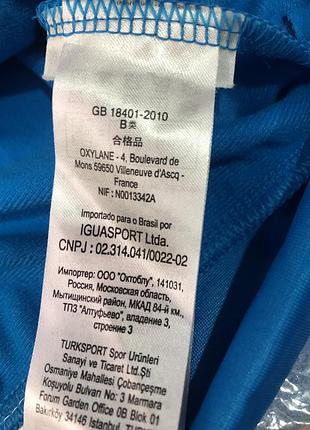 GB 18401-2010
B类
合格品
OXYLANE - 4, Boulevard de
Mons 59650 Villeneuve d'Ascq -
France
NIF : N0013342A
Importado para o Brasil por
IGUASPORT Ltda.
CNPJ : 02.314.041/0022-02
Импортер: ООО "Октоблу", 141031,
Россия, Московская область,
Мытищинский район, МКАД 84-й км.,
ТПЗ "Алтуфьево", владение 3,
строение 3
TURKSPORT Spor Ürünleri
Sanayi ve Ticaret Ltd.Şti
Osmaniye Mahallesi Çobançeşme
Koşuyolu Bulvarı No: 3 Marmara
Forum Garden Office 0B Blok
Bakırköy 34146 Istanbul